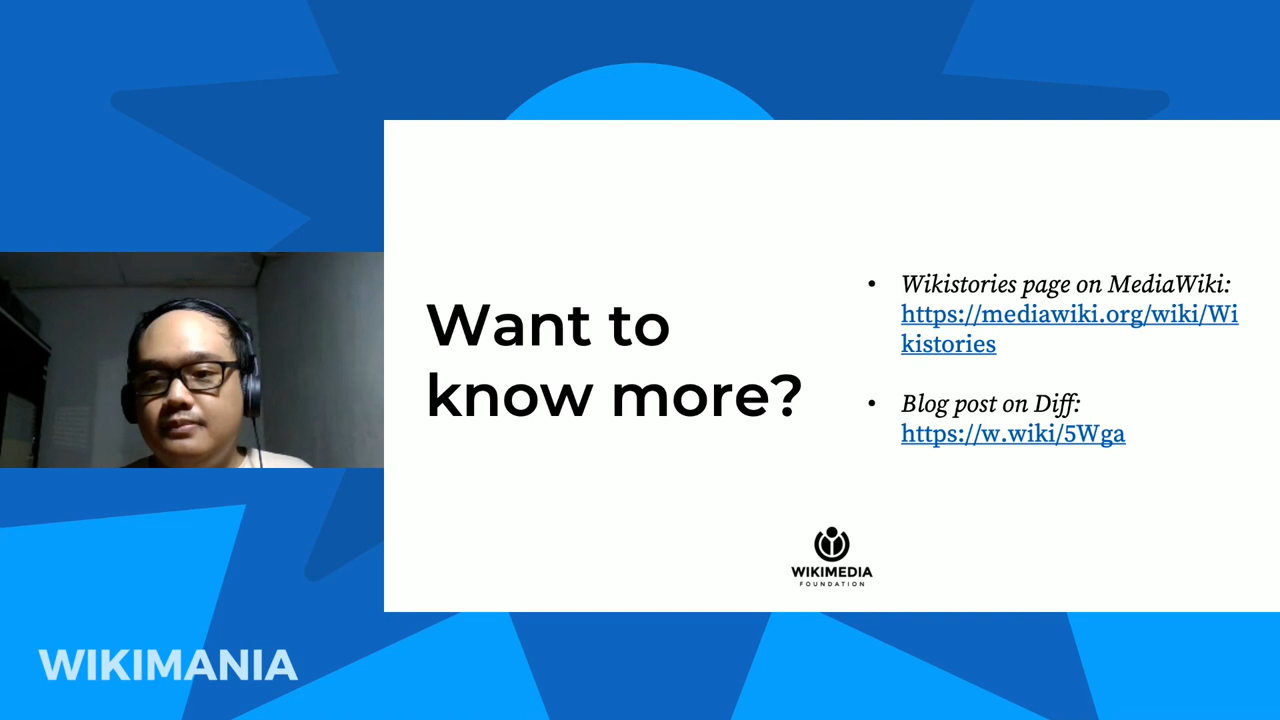 Want to
know more?
• Wikistories page on MediaWiki:
https://mediawiki.org/wiki/Wi
kistories
• Blog post on Diff:
https://w.wiki/5Wga
WIKIMEDIA
FOUNDATION
WIKIMANIA